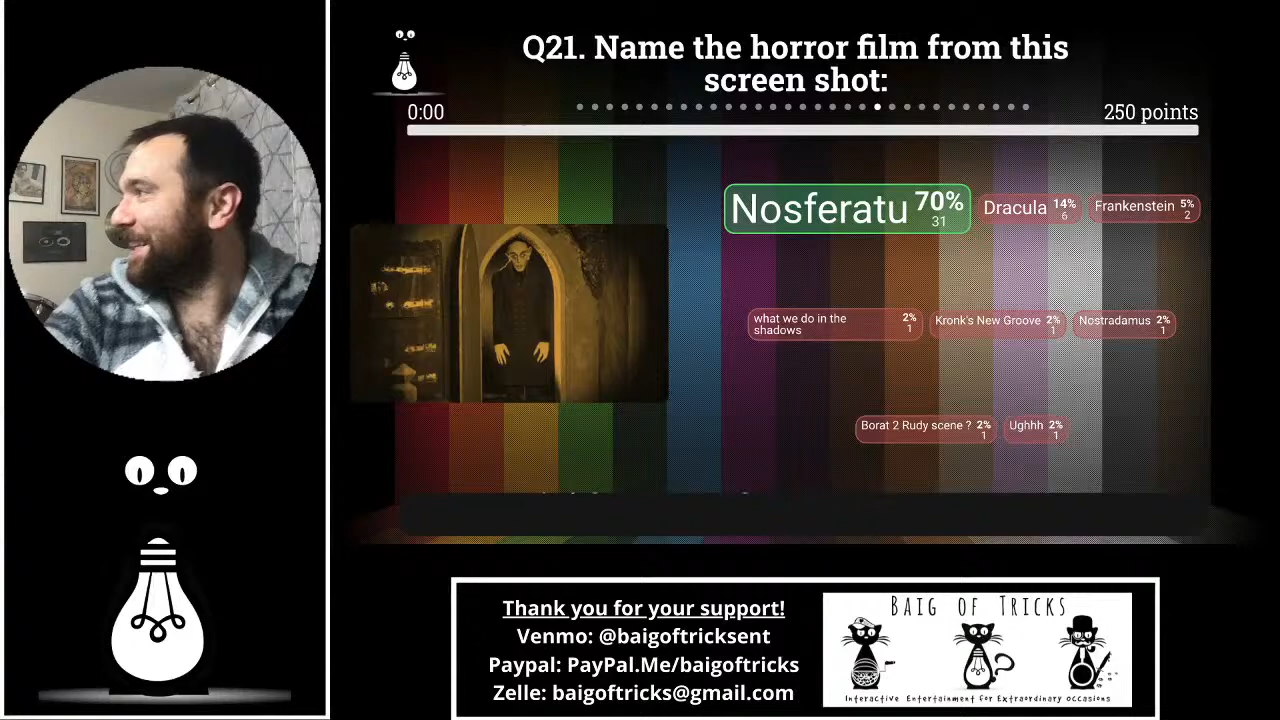 Q21. Name the horror film from this
screen shot:
0:00
250 points
Nosferatu 70% 31
Dracula 14% 6
Frankenstein 5% 2
what we do in the
shadows
2% 1
Kronk's New Groove 2% 1
Nostradamus 2% 1
Borat 2 Rudy scene ? 2% 1
Ughhh 2% 1
Thank you for your support!
Venmo: @baigoftricksent
Paypal: PayPal.Me/baigoftricks
Zelle: baigoftricks@gmail.com
BAIG OF TRICKS
Interactive Entertainment for Extraordinary occasions